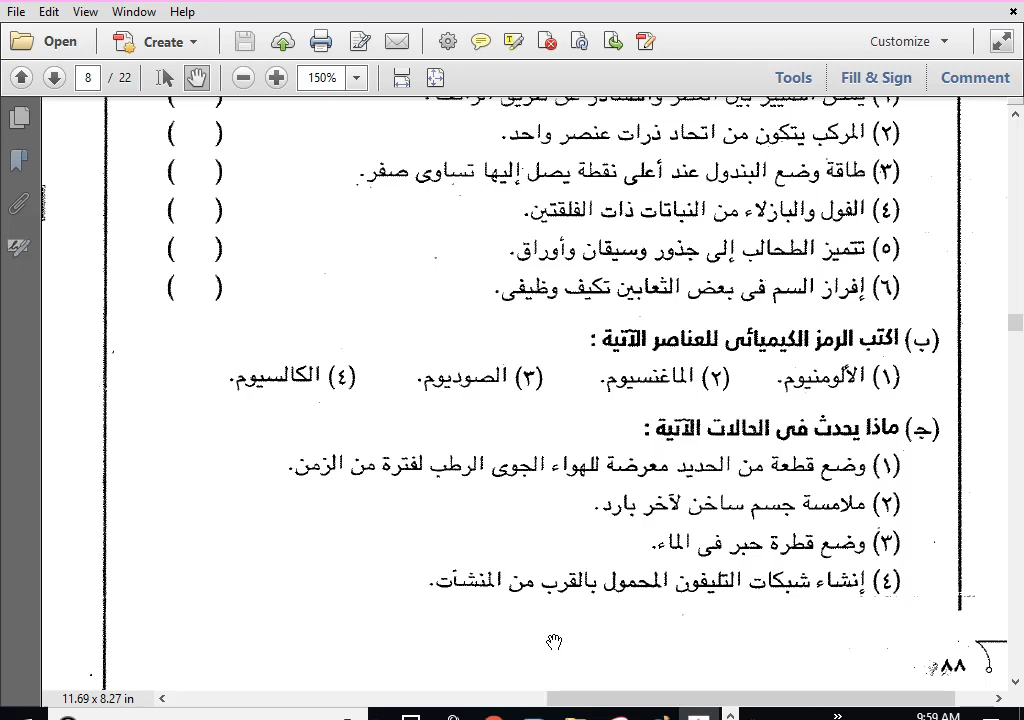 File Edit View Window Help
Open Create Customize
8 / 22 150% Tools Fill & Sign Comment
(٢) المركب يتكون من اتحاد ذرات عنصر واحد. ( )
(٣) طاقة وضع البندول عند أعلى نقطة يصل إليها تساوى صفر. ( )
(٤) الفول والبازلاء من النباتات ذات الفلقتين. ( )
(٥) تتميز الطحالب إلى جذور وسيقان وأوراق. ( )
(٦) إفراز السم فى بعض الثعابين تكيف وظيفى. ( )
(ب) اكتب الرمز الكيميائى للعناصر الآتية :
(١) الألومنيوم. (٢) الماغنسيوم. (٣) الصوديوم. (٤) الكالسيوم.
(جـ) ماذا يحدث فى الحالات الآتية :
(١) وضع قطعة من الحديد معرضة للهواء الجوى الرطب لفترة من الزمن.
(٢) ملامسة جسم ساخن لآخر بارد.
(٣) وضع قطرة حبر فى الماء.
(٤) إنشاء شبكات التليفون المحمول بالقرب من المنشآت.
٨٨
11.69 x 8.27 in
9:59 AM